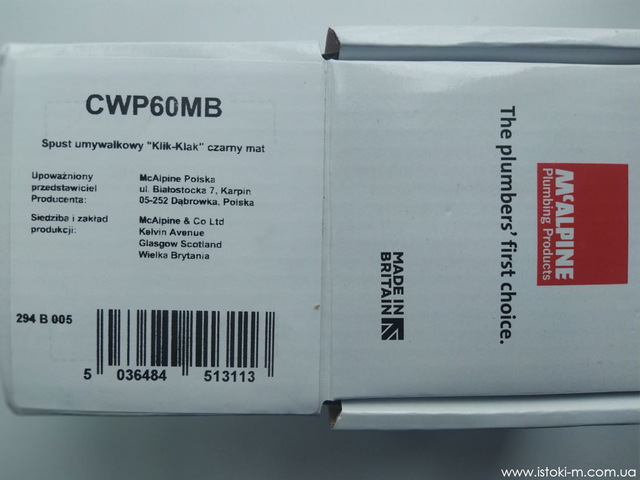 CWP60MB
Spust umywalkowy "Klik-Klak" czarny mat
Upoważniony
przedstawiciel
Producenta:
McAlpine Polska
ul. Białostocka 7, Karpin
05-252 Dąbrowka, Polska
Siedziba i zakład
produkcji:
McAlpine & Co Ltd
Kelvin Avenue
Glasgow Scotland
Wielka Brytania
294 B 005
5 036484 513113
MADE IN
BRITAIN
The plumbers' first choice.
McALPINE
Plumbing Products
www.istoki-m.com.ua